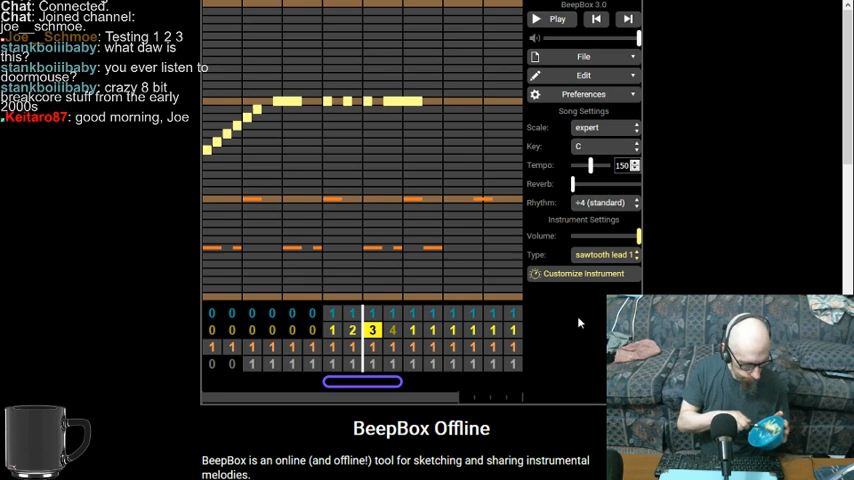 Chat: Connected.
Chat: Joined channel:
joe__schmoe.
Joe__Schmoe: Testing 1 2 3
stankboiiibaby: what daw is
this?
stankboiiibaby: you ever listen to
doormouse?
stankboiiibaby: crazy 8 bit
breakcore stuff from the early
2000s
Keitaro87: good morning, Joe
BeepBox 3.0
Play
File
Edit
Preferences
Song Settings
Scale: expert
Key: C
Tempo: 150
Reverb:
Rhythm: ÷4 (standard)
Instrument Settings
Volume:
Type: sawtooth lead 1
Customize Instrument
0 0 0 0 0 0 1 1 1 1 1 1 1 1 1 1
0 0 0 0 0 0 1 2 3 4 1 1 1 1 1 1
1 1 1 1 1 1 1 1 1 1 1 1 1 1 1 1
0 0 1 1 1 1 1 1 1 1 1 1 1 1 1 1
BeepBox Offline
BeepBox is an online (and offline!) tool for sketching and sharing instrumental
melodies.